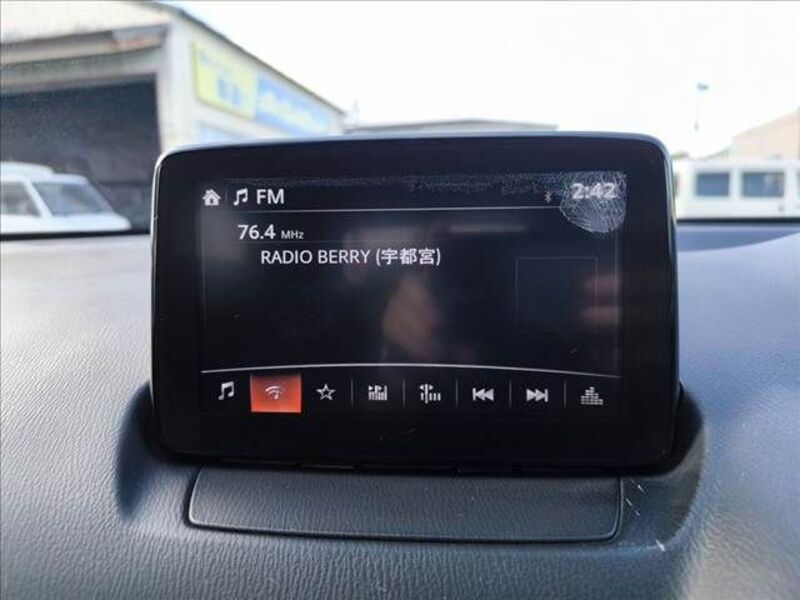 FM
2:42
76.4 MHz
RADIO BERRY (宇都宮)